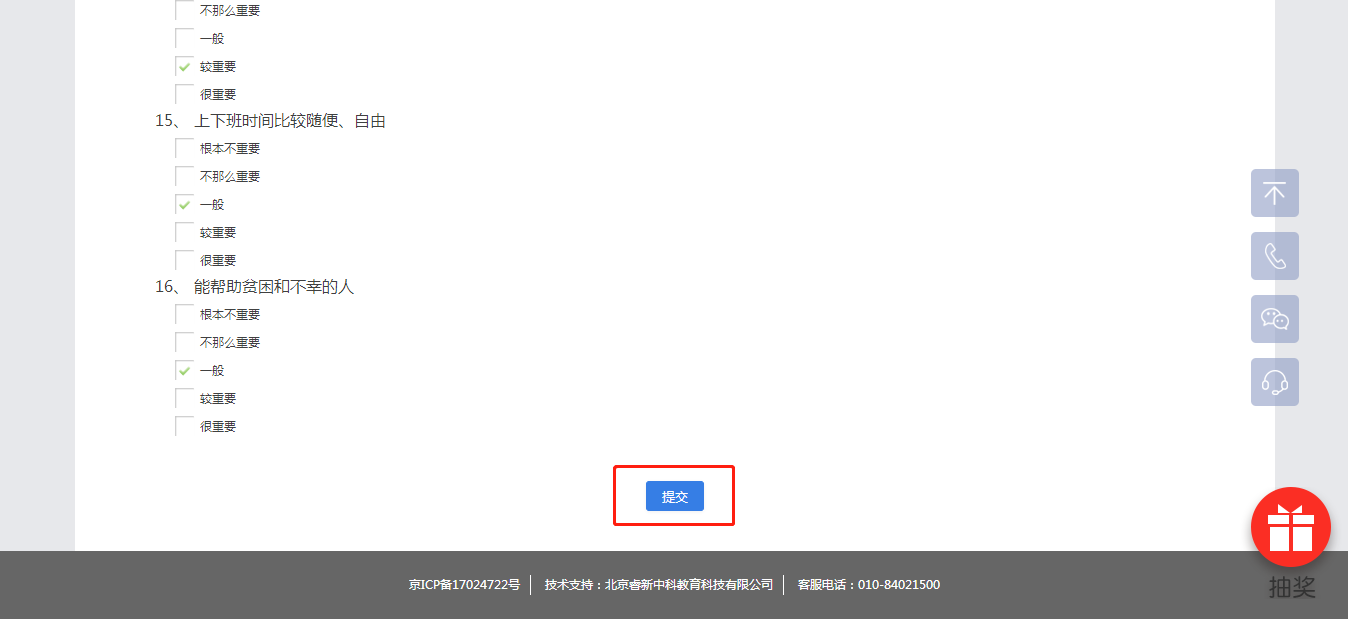 不那么重要
一般
较重要
很重要
15、 上下班时间比较随便、自由
根本不重要
不那么重要
一般
较重要
很重要
16、 能帮助贫困和不幸的人
根本不重要
不那么重要
一般
较重要
很重要
提交
京ICP备17024722号 技术支持：北京睿新中科教育科技有限公司 客服电话：010-84021500
抽奖